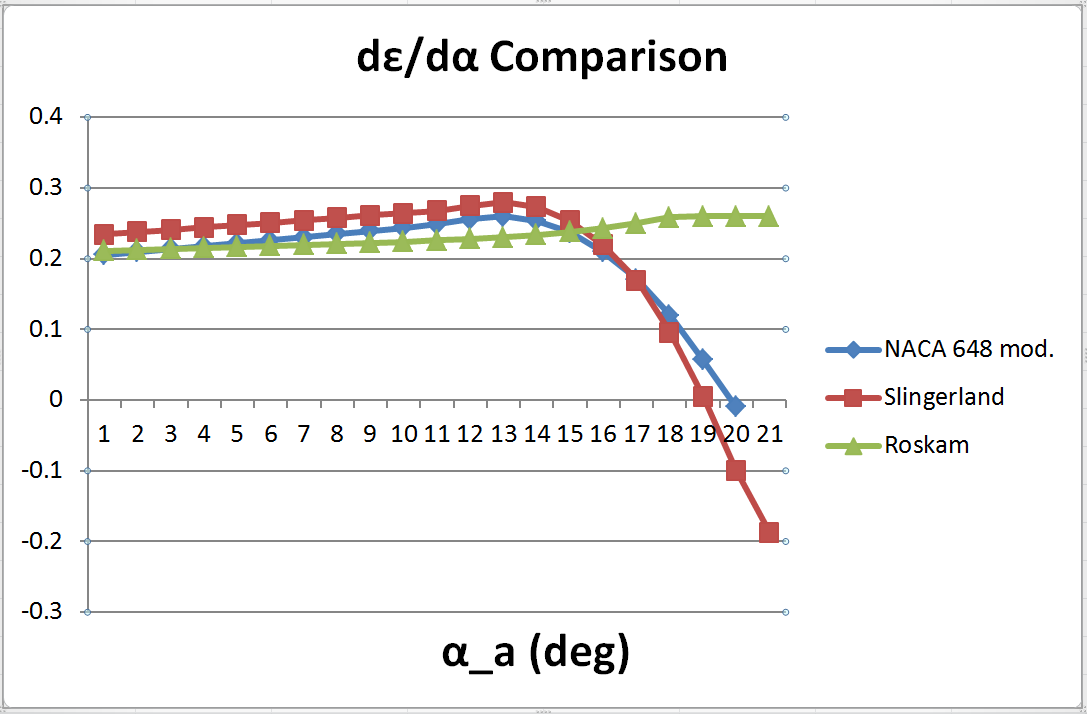 dε/dα Comparison
0.4
0.3
0.2
0.1
0
-0.1
-0.2
-0.3
1 2 3 4 5 6 7 8 9 10 11 12 13 14 15 16 17 18 19 20 21
α_a (deg)
NACA 648 mod.
Slingerland
Roskam